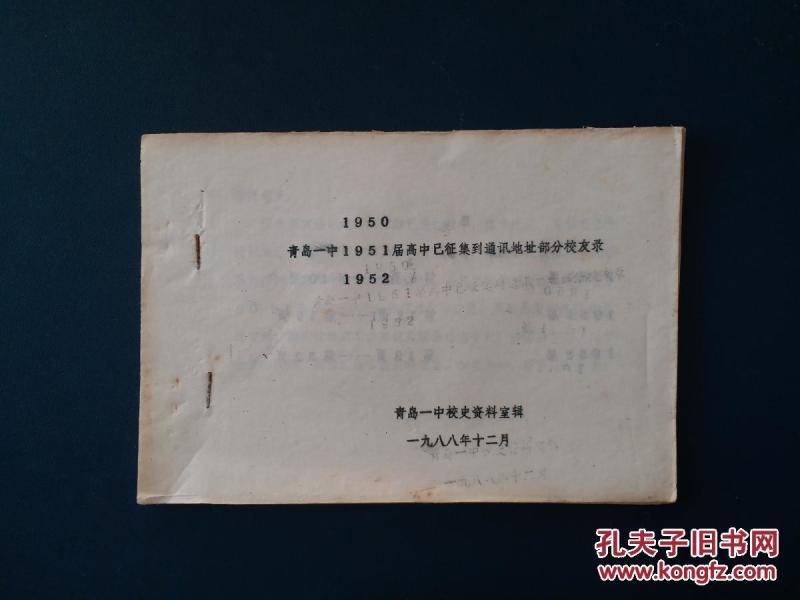 1950
青岛一中1951届高中已征集到通讯地址部分校友录
1952
青岛一中校史资料室辑
一九八八年十二月
孔夫子旧书网
www.kongfz.com